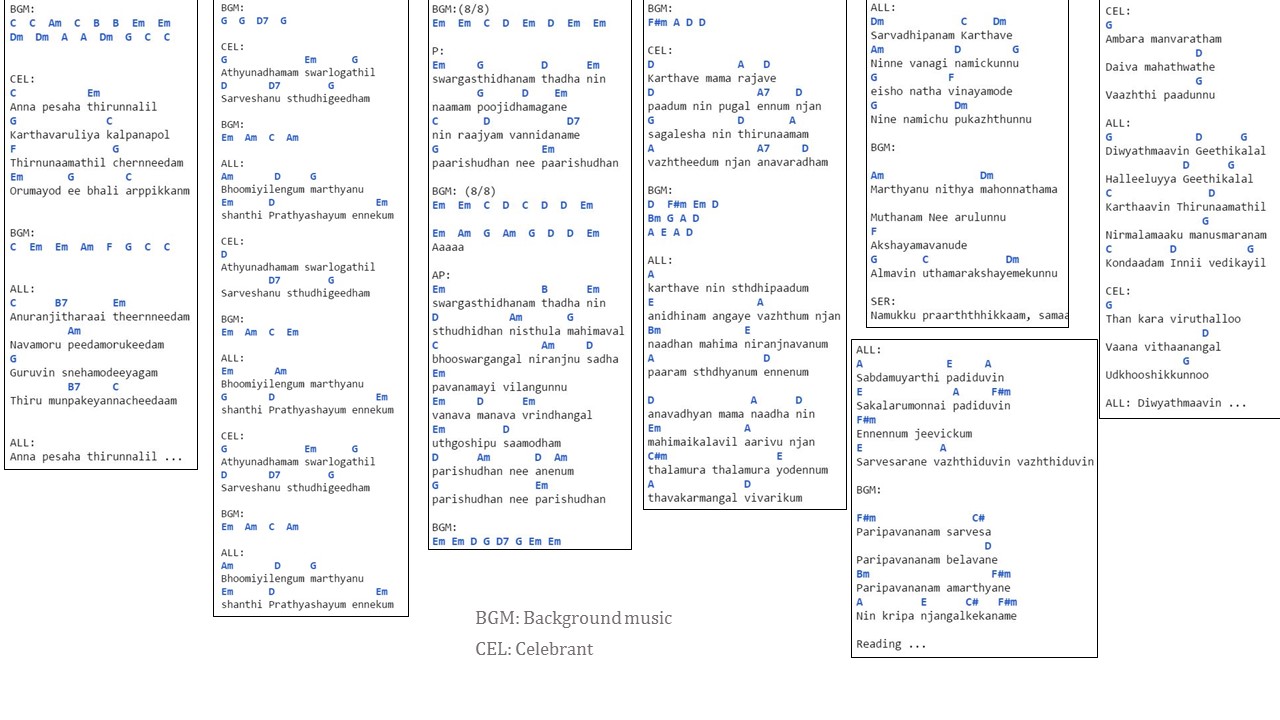 BGM:
C C Am C B B Em Em
Dm Dm A A Dm G C C
CEL:
C Em
Anna pesaha thirunnalil
G C
Karthavaruliya kalpanapol
F G
Thirnunaamathil chernneedam
Em G C
Orumayod ee bhali arppikkanm
BGM:
C Em Em Am F G C C
ALL:
C B7 Em
Anuranjitharaai theernneedam
Am
Navamoru peedamorukeedam
G
Guruvin snehamodeeyagam
B7 C
Thiru munpakeyannacheedaam
ALL:
Anna pesaha thirunnalil ...
BGM:
G G D7 G
CEL:
G Em G
Athyunadhamam swarlogathil
D D7 G
Sarveshanu sthudhigeedham
BGM:
Em Am C Am
ALL:
Am D G
Bhoomiyilengum marthyanu
Em D Em
shanthi Prathyashayum ennekum
CEL:
D
Athyunadhamam swarlogathil
D7 G
Sarveshanu sthudhigeedham
BGM:
Em Am C Em
ALL:
Em Am
Bhoomiyilengum marthyanu
G D Em
shanthi Prathyashayum ennekum
CEL:
G Em G
Athyunadhamam swarlogathil
D D7 G
Sarveshanu sthudhigeedham
BGM:
Em Am C Am
ALL:
Am D G
Bhoomiyilengum marthyanu
Em D Em
shanthi Prathyashayum ennekum
BGM:(8/8)
Em Em C D Em D Em Em
P:
Em G D Em
swargasthidhanam thadha nin
G D Em
naamam poojidhamagane
C D D7
nin raajyam vannidaname
G Em
paarishudhan nee paarishudhan
BGM: (8/8)
Em Em C D C D D Em
Em Am G Am G D D Em
Aaaaa
AP:
Em B Em
swargasthidhanam thadha nin
D Am G
sthudhidhan nisthula mahimaval
C Am D
bhooswargangal niranjnu sadha
Em
pavanamayi vilangunnu
Em D Em
vanava manava vrindhangal
Em D
uthgoshipu saamodham
D Am D Am
parishudhan nee anenum
G Em
parishudhan nee parishudhan
BGM:
Em Em D G D7 G Em Em
BGM:
F#m A D D
CEL:
D A D
Karthave mama rajave
D A7 D
paadum nin pugal ennum njan
G D A
sagalesha nin thirunaamam
A A7 D
vazhtheedum njan anavaradham
BGM:
D F#m Em D
Bm G A D
A E A D
ALL:
A
karthave nin sthdhipaadum
E A
anidhinam angaye vazhthum njan
Bm E
naadhan mahima niranjnavanum
A D
paaram sthdhyanum ennenum
D A D
anavadhyan mama naadha nin
Em A
mahimaikalavil aarivu njan
C#m E
thalamura thalamura yodennum
A D
thavakarmangal vivarikum
ALL:
Dm C Dm
Sarvadhipanam Karthave
Am D G
Ninne vanagi namickunnu
G F
eisho natha vinayamode
G Dm
Nine namichu pukazhthunnu
BGM:
Am Dm
Marthyanu nithya mahonnathama
Muthanam Nee arulunnu
F
Akshayamavanude
G C Dm
Almavin uthamarakshayemekunnu
SER:
Namukku praarththhikkaam, samaa
ALL:
A E A
Sabdamuyarthi padiduvin
E A F#m
Sakalarumonnai padiduvin
F#m
Ennennum jeevickum
E A
Sarvesarane vazhthiduvin vazhthiduvin
BGM:
F#m C#
Paripavananam sarvesa
D
Paripavananam belavane
Bm F#m
Paripavananam amarthyane
A E C# F#m
Nin kripa njangalkekaname
Reading ...
CEL:
G
Ambara manvaratham
D
Daiva mahathwathe
G
Vaazhthi paadunnu
ALL:
G D G
Diwyathmaavin Geethikalal
D G
Halleeluyya Geethikalal
C D
Karthaavin Thirunaamathil
G
Nirmalamaaku manusmaranam
C D G
Kondaadam Innii vedikayil
CEL:
G
Than kara viruthalloo
D
Vaana vithaanangal
G
Udkhooshikkunnoo
ALL: Diwyathmaavin ...
BGM: Background music
CEL: Celebrant